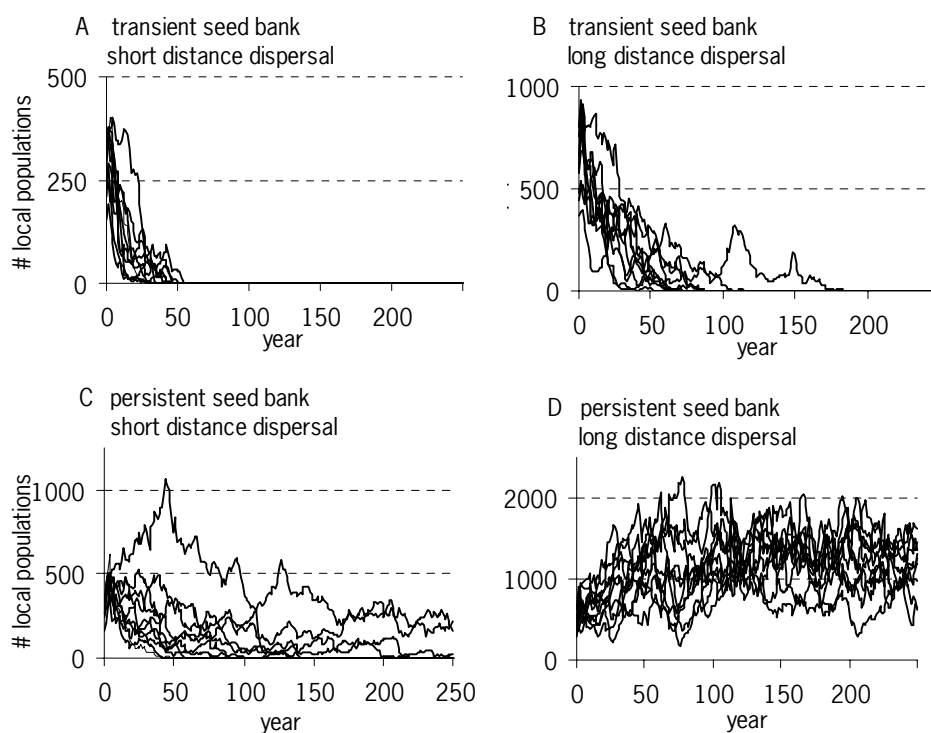 A transient seed bank
short distance dispersal
# local populations
500
250
0
0 50 100 150 200
year
B transient seed bank
long distance dispersal
1000
500
0
0 50 100 150 200
year
C persistent seed bank
short distance dispersal
# local populations
1000
500
0
0 50 100 150 200 250
year
D persistent seed bank
long distance dispersal
2000
1000
0
0 50 100 150 200
year